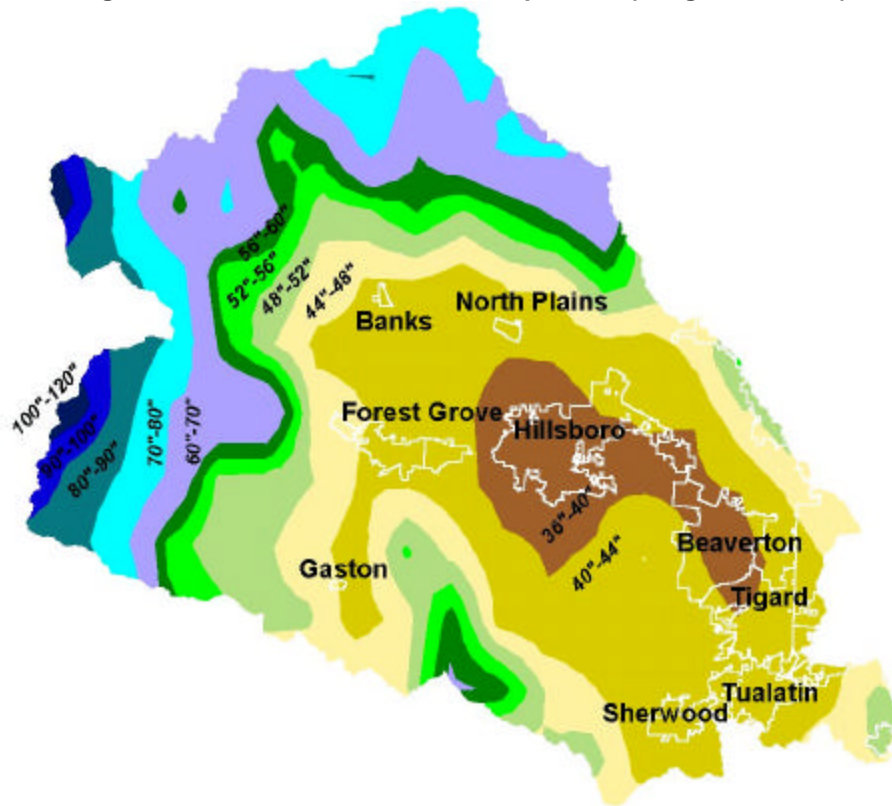 56"-60"
52"-56"
48"-52"
44"-48"
North Plains
Banks
100"-120"
90"-100"
80"-90"
70"-80"
60"-70"
Forest Grove
Hillsboro
36"-40"
40"-44"
Beaverton
Gaston
Tigard
Tualatin
Sherwood